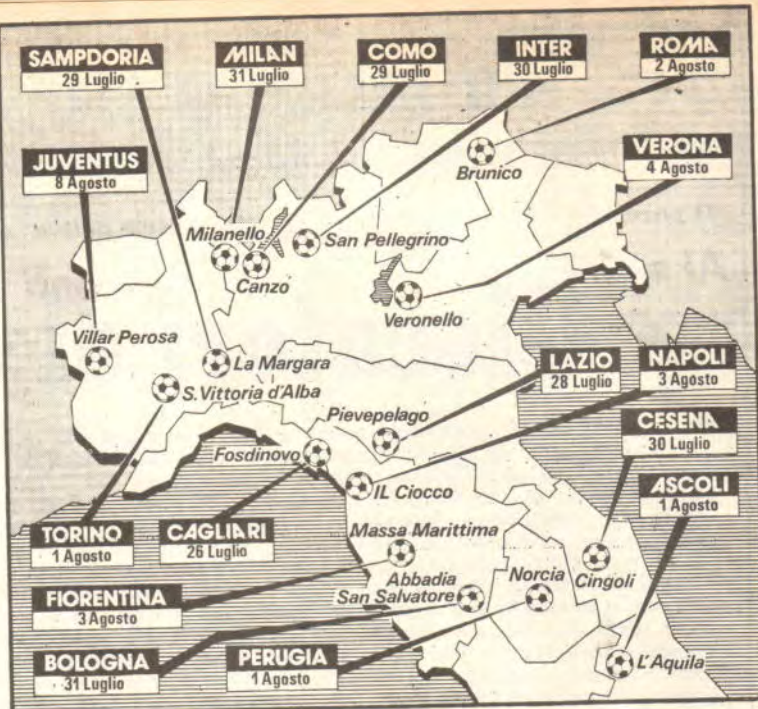 SAMPDORIA
29 Luglio
MILAN
31 Luglio
COMO
29 Luglio
INTER
30 Luglio
ROMA
2 Agosto
JUVENTUS
8 Agosto
VERONA
4 Agosto
Brunico
Milanello
San Pellegrino
Canzo
Veronello
Villar Perosa
La Margara
S.Vittoria d'Alba
LAZIO
28 Luglio
NAPOLI
3 Agosto
Pievepelago
CESENA
30 Luglio
Fosdinovo
IL Ciocco
ASCOLI
1 Agosto
TORINO
1 Agosto
CAGLIARI
26 Luglio
Massa Marittima
Cingoli
FIORENTINA
3 Agosto
Abbadia
San Salvatore
Norcia
BOLOGNA
31 Luglio
PERUGIA
1 Agosto
L'Aquila